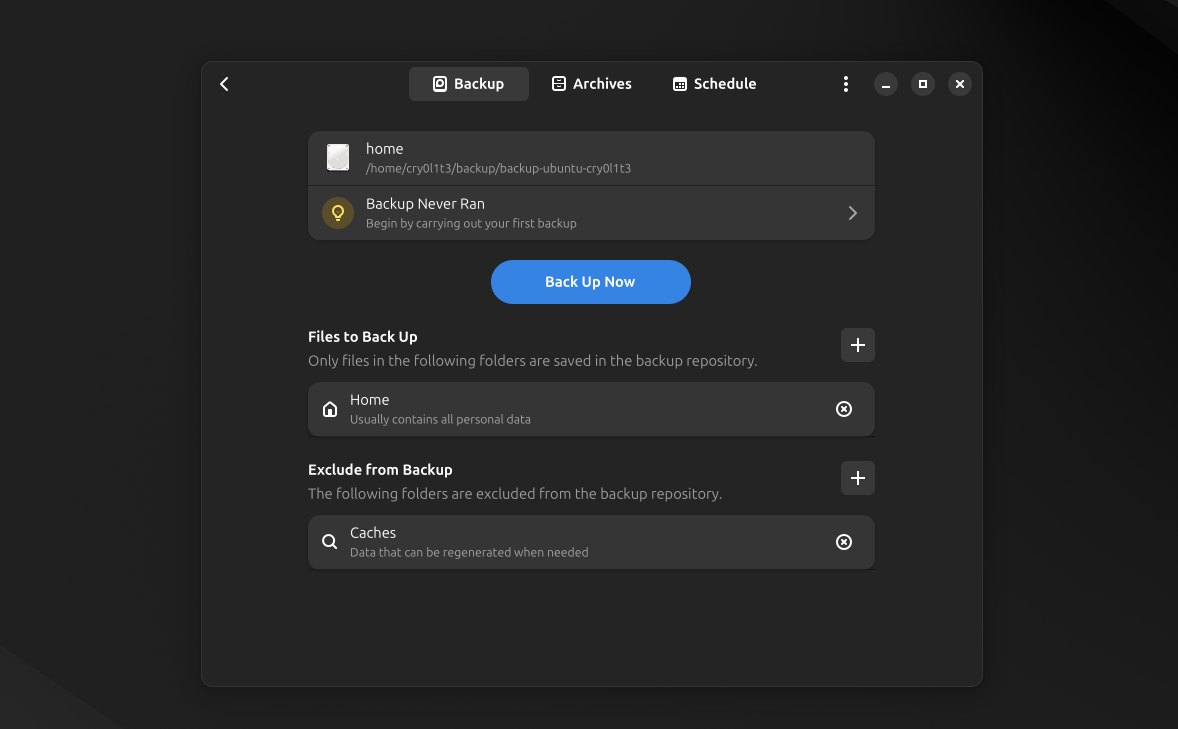 Backup
Archives
Schedule
home
/home/cry0l1t3/backup/backup-ubuntu-cry0l1t3
Backup Never Ran
Begin by carrying out your first backup
Back Up Now
Files to Back Up
Only files in the following folders are saved in the backup repository.
Home
Usually contains all personal data
Exclude from Backup
The following folders are excluded from the backup repository.
Caches
Data that can be regenerated when needed